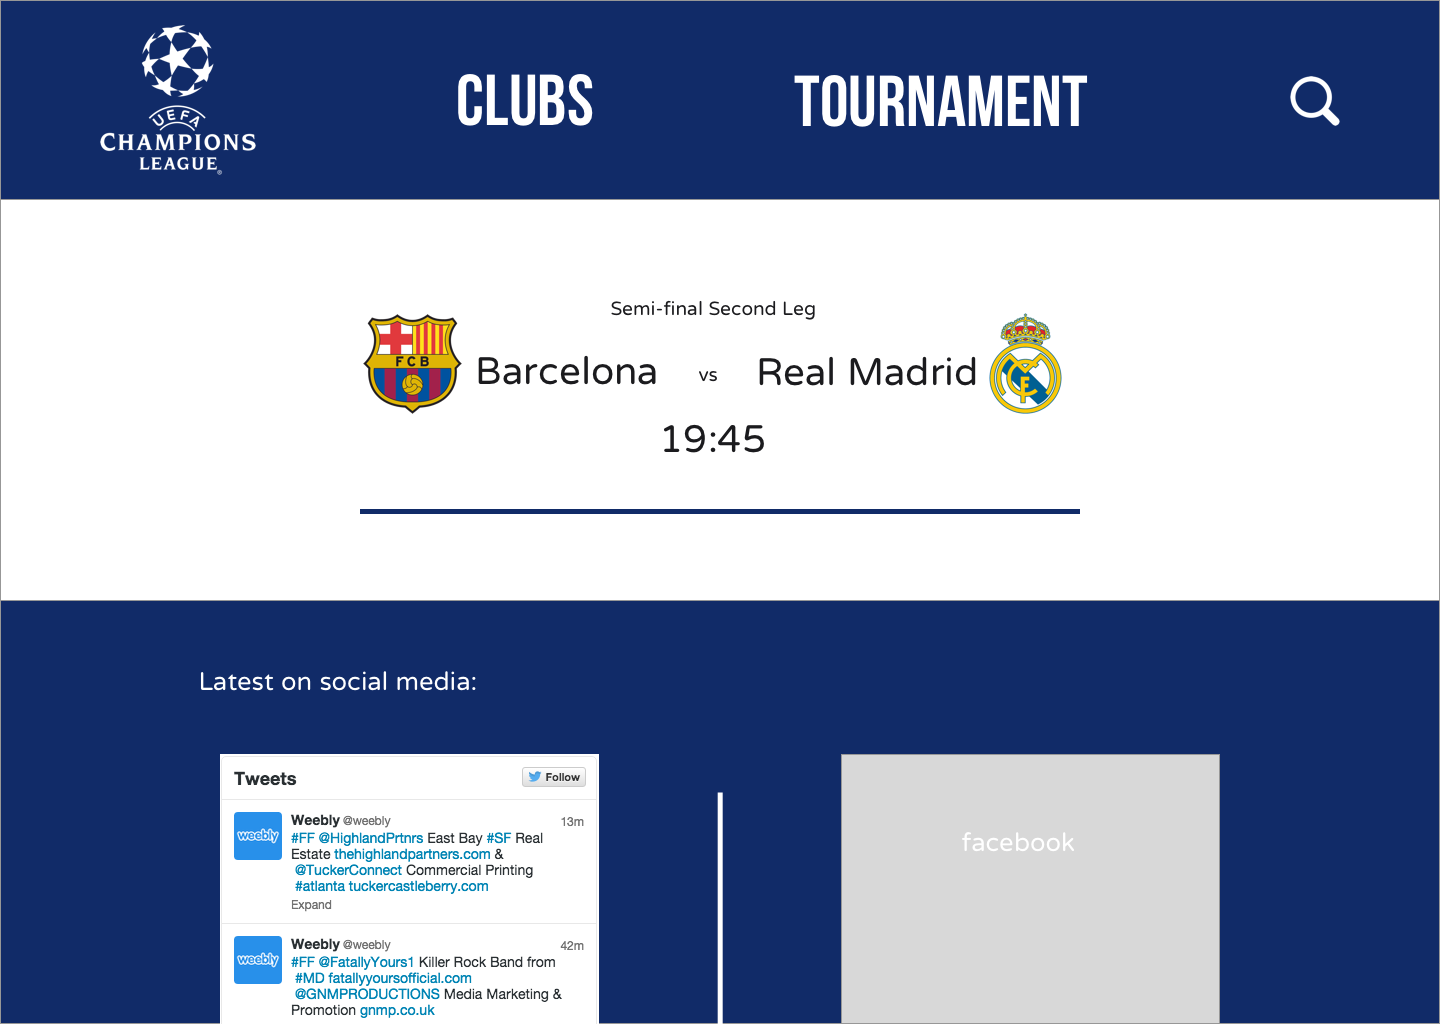 UEFA
CHAMPIONS
LEAGUE®
CLUBS
TOURNAMENT
Semi-final Second Leg
FCB
Barcelona vs Real Madrid
19:45
Latest on social media:
Tweets
Follow
weebly
Weebly @weebly 13m
#FF @HighlandPrtnrs East Bay #SF Real
Estate thehighlandpartners.com &
@TuckerConnect Commercial Printing
#atlanta tuckercastleberry.com
Expand
weebly
Weebly @weebly 42m
#FF @FatallyYours1 Killer Rock Band from
#MD fatallyyoursofficial.com
@GNMPRODUCTIONS Media Marketing &
Promotion gnmp.co.uk
facebook